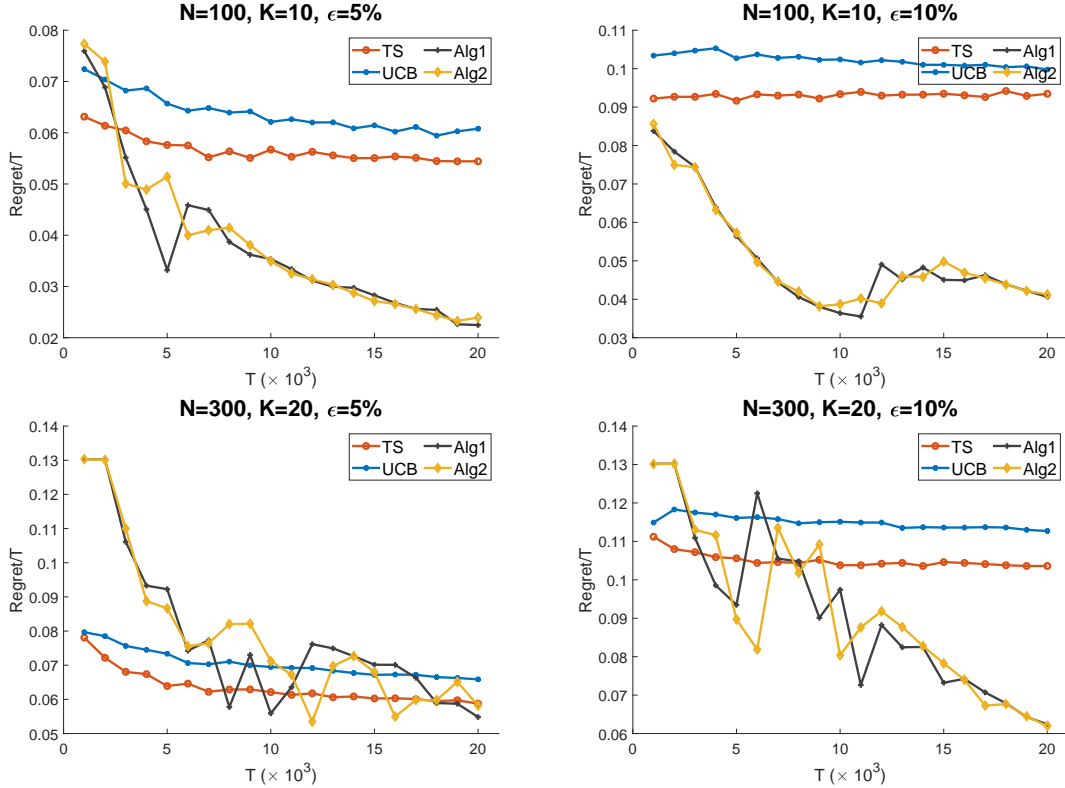 N=100, K=10, ϵ=5%
0.08
0.07
0.06
0.05
0.04
0.03
0.02
Regret/T
0
5
10
15
20
T (× 10³)
TS
Alg1
UCB
Alg2
N=100, K=10, ϵ=10%
0.11
0.1
0.09
0.08
0.07
0.06
0.05
0.04
0.03
Regret/T
0
5
10
15
20
T (× 10³)
TS
Alg1
UCB
Alg2
N=300, K=20, ϵ=5%
0.14
0.13
0.12
0.11
0.1
0.09
0.08
0.07
0.06
0.05
Regret/T
0
5
10
15
20
T (× 10³)
TS
Alg1
UCB
Alg2
N=300, K=20, ϵ=10%
0.14
0.13
0.12
0.11
0.1
0.09
0.08
0.07
0.06
Regret/T
0
5
10
15
20
T (× 10³)
TS
Alg1
UCB
Alg2